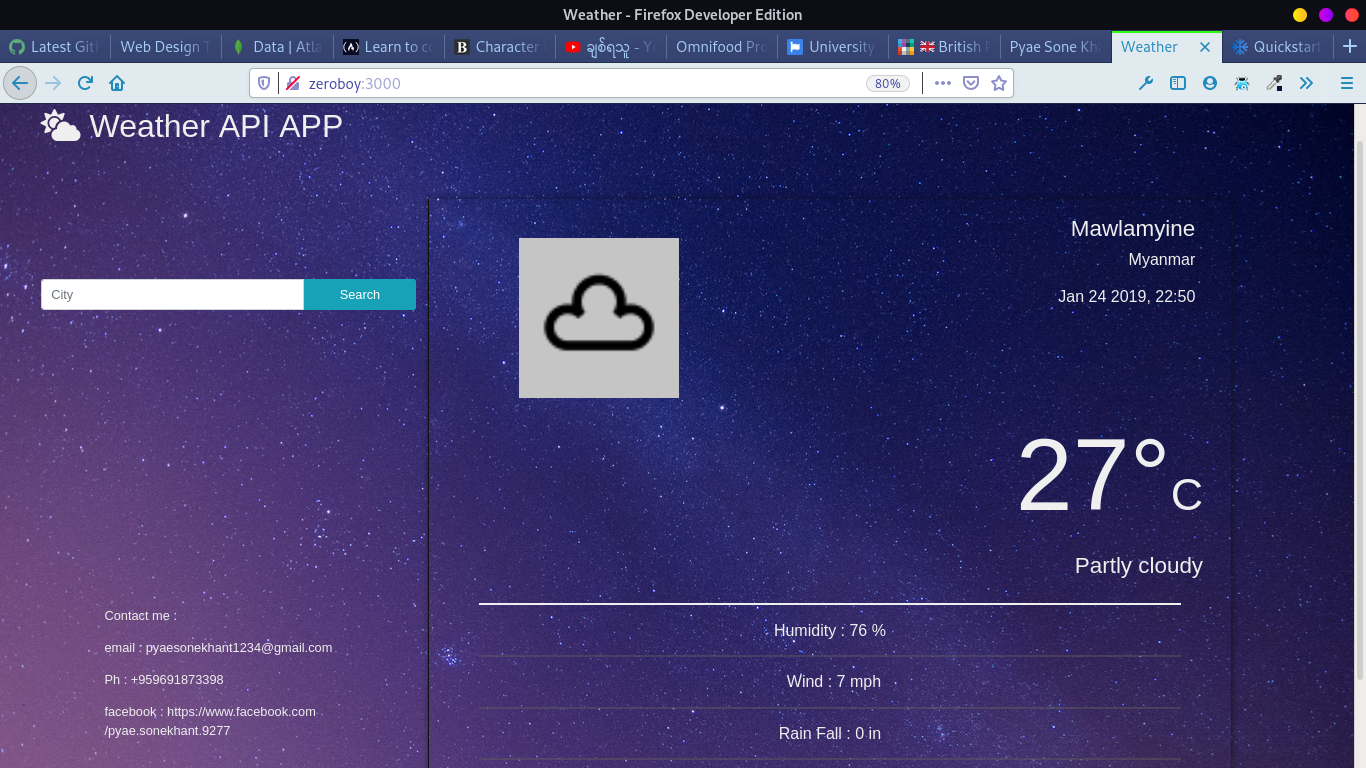 Weather - Firefox Developer Edition
Latest Git
Web Design T
Data | Atla
Learn to co
Character
ချစ်ရသူ - Y
Omnifood Pro
University
British
Pyae Sone Kha
Weather
Quickstart
zeroboy:3000
80%
Weather API APP
City
Search
Mawlamyine
Myanmar
Jan 24 2019, 22:50
27°C
Partly cloudy
Humidity : 76 %
Wind : 7 mph
Rain Fall : 0 in
Contact me :
email : pyaesonekhant1234@gmail.com
Ph : +959691873398
facebook : https://www.facebook.com
/pyae.sonekhant.9277